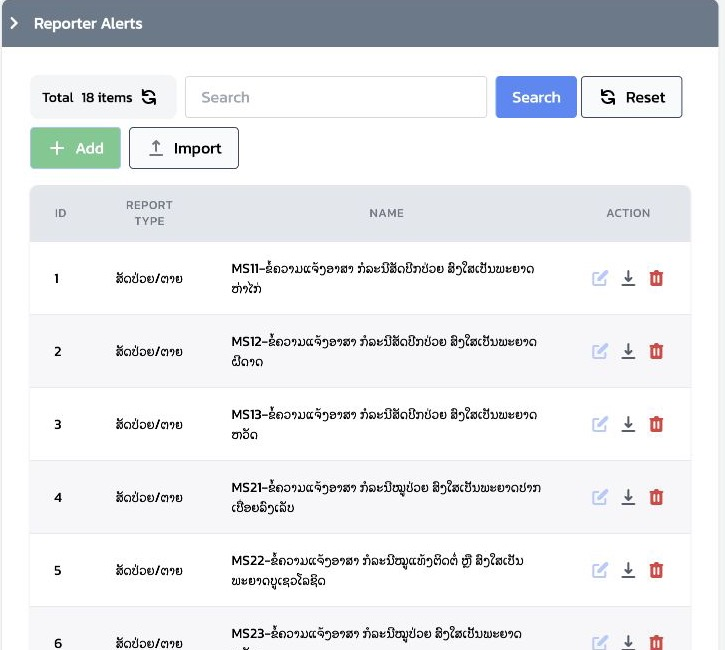 Reporter Alerts
Total 18 items
Search
Search
Reset
Add
Import
ID
REPORT
TYPE
NAME
ACTION
1
ສັດປ່ວຍ/ຕາຍ
MS11-ຂໍ້ຄວາມແຈ້ງອາສາ ກໍລະນີສັດປີກປ່ວຍ ສົງໃສເປັນພະຍາດ
ຫ່າໄກ່
2
ສັດປ່ວຍ/ຕາຍ
MS12-ຂໍ້ຄວາມແຈ້ງອາສາ ກໍລະນີສັດປີກປ່ວຍ ສົງໃສເປັນພະຍາດ
ຜີດາດ
3
ສັດປ່ວຍ/ຕາຍ
MS13-ຂໍ້ຄວາມແຈ້ງອາສາ ກໍລະນີສັດປີກປ່ວຍ ສົງໃສເປັນພະຍາດ
ຫວັດ
4
ສັດປ່ວຍ/ຕາຍ
MS21-ຂໍ້ຄວາມແຈ້ງອາສາ ກໍລະນີໝູປ່ວຍ ສົງໃສເປັນພະຍາດປາກ
ເປື່ອຍລົງເລັບ
5
ສັດປ່ວຍ/ຕາຍ
MS22-ຂໍ້ຄວາມແຈ້ງອາສາ ກໍລະນີໝູແທ້ງຕິດຕໍ່ ຫຼື ສົງໃສເປັນ
ພະຍາດບູເຊວໂລຊິດ
6
ສັດປ່ວຍ/ຕາຍ
MS23-ຂໍ້ຄວາມແຈ້ງອາສາ ກໍລະນີໝູປ່ວຍ ສົງໃສເປັນພະຍາດ